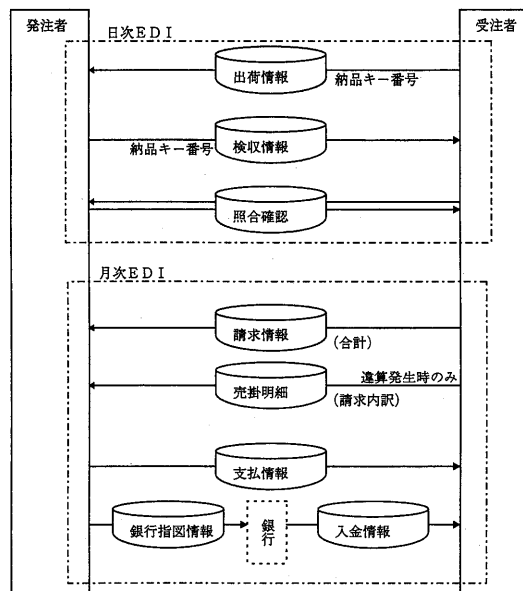 発注者
受注者
日次EDI
出荷情報
納品キー番号
納品キー番号
検収情報
照合確認
月次EDI
請求情報
(合計)
売掛明細
違算発生時のみ
(請求内訳)
支払情報
銀行指図情報
銀行
入金情報